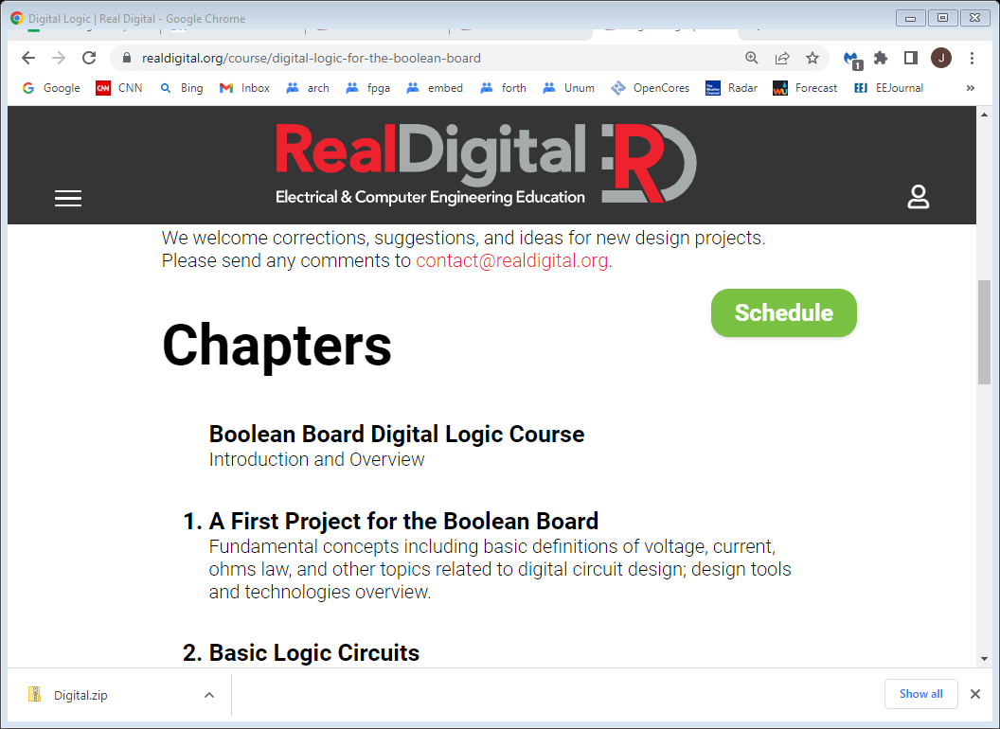 Digital Logic | Real Digital - Google Chrome
realdigital.org/course/digital-logic-for-the-boolean-board
1
J
Google CNN Bing Inbox arch fpga embed forth Unum OpenCores Radar Forecast EEJournal »
RealDigital RD
Electrical & Computer Engineering Education
We welcome corrections, suggestions, and ideas for new design projects.
Please send any comments to contact@realdigital.org.
Schedule
Chapters
Boolean Board Digital Logic Course
Introduction and Overview
1. A First Project for the Boolean Board
Fundamental concepts including basic definitions of voltage, current,
ohms law, and other topics related to digital circuit design; design tools
and technologies overview.
2. Basic Logic Circuits
Digital.zip
Show all